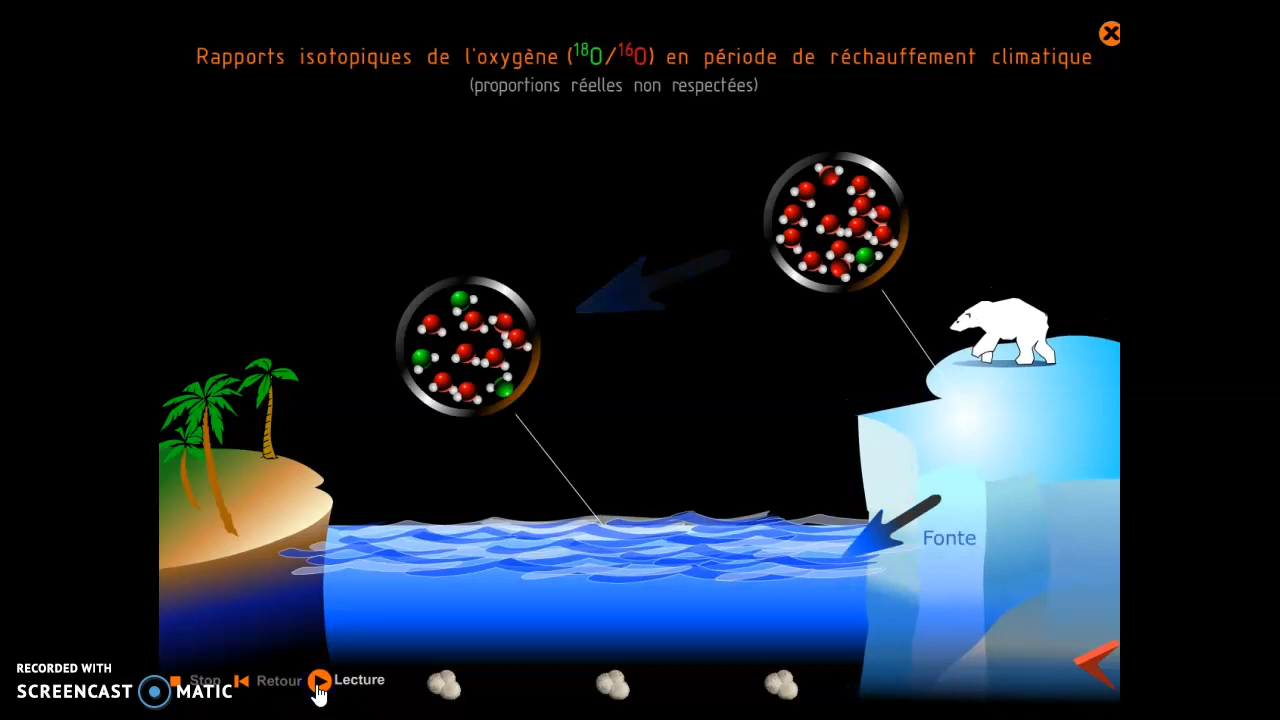 Rapports isotopiques de l'oxygène (¹⁸O/¹⁶O) en période de réchauffement climatique
(proportions réelles non respectées)
Fonte
RECORDED WITH
SCREENCAST MATIC
Stop Retour Lecture